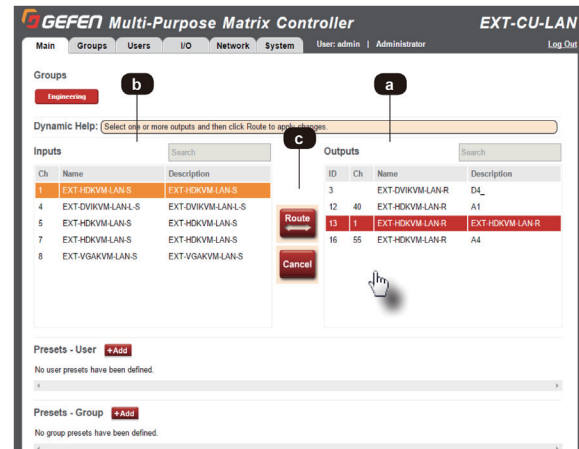 GEFEN Multi-Purpose Matrix Controller EXT-CU-LAN
Main Groups Users I/O Network System User: admin | Administrator Log Out
Groups
Engineering
b
a
Dynamic Help: Select one or more outputs and then click Route to apply changes.
c
Inputs Search
Ch Name Description
1 EXT-HDKVM-LAN-S EXT-HDKVM-LAN-S
4 EXT-DVIKVM-LAN-L-S EXT-DVIKVM-LAN-L-S
5 EXT-HDKVM-LAN-S EXT-HDKVM-LAN-S
7 EXT-HDKVM-LAN-S EXT-HDKVM-LAN-S
8 EXT-VGAKVM-LAN-S EXT-VGAKVM-LAN-S
Route
Cancel
Outputs Search
ID Ch Name Description
3 EXT-DVIKVM-LAN-R D4_
12 40 EXT-HDKVM-LAN-R A1
13 1 EXT-HDKVM-LAN-R EXT-HDKVM-LAN-R
16 55 EXT-HDKVM-LAN-R A4
Presets - User +Add
No user presets have been defined.
Presets - Group +Add
No group presets have been defined.